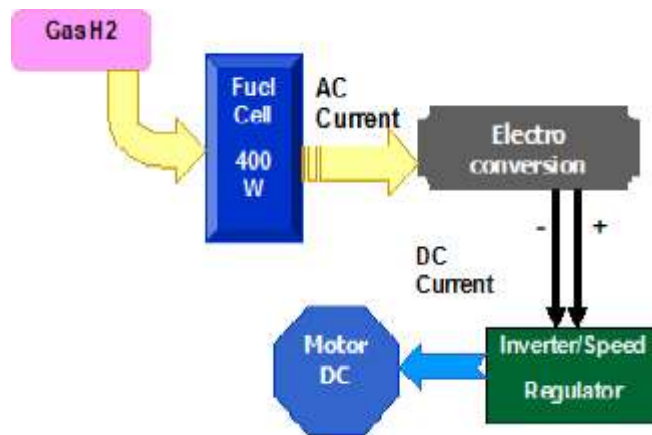 Gas H2
Fuel
Cell
400
W
AC
Current
Electro
conversion
-
+
DC
Current
Inverter/Speed
Regulator
Motor
DC